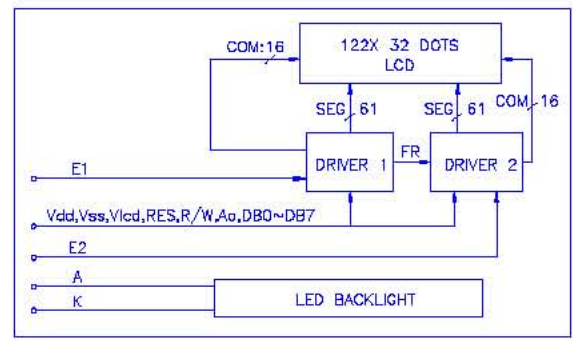 COM:16
122X 32 DOTS
LCD
SEG 61
SEG 61
COM 16
DRIVER 1
FR
DRIVER 2
E1
Vdd,Vss,Vlcd,RES,R/W,Ao,DB0~DB7
E2
A
K
LED BACKLIGHT